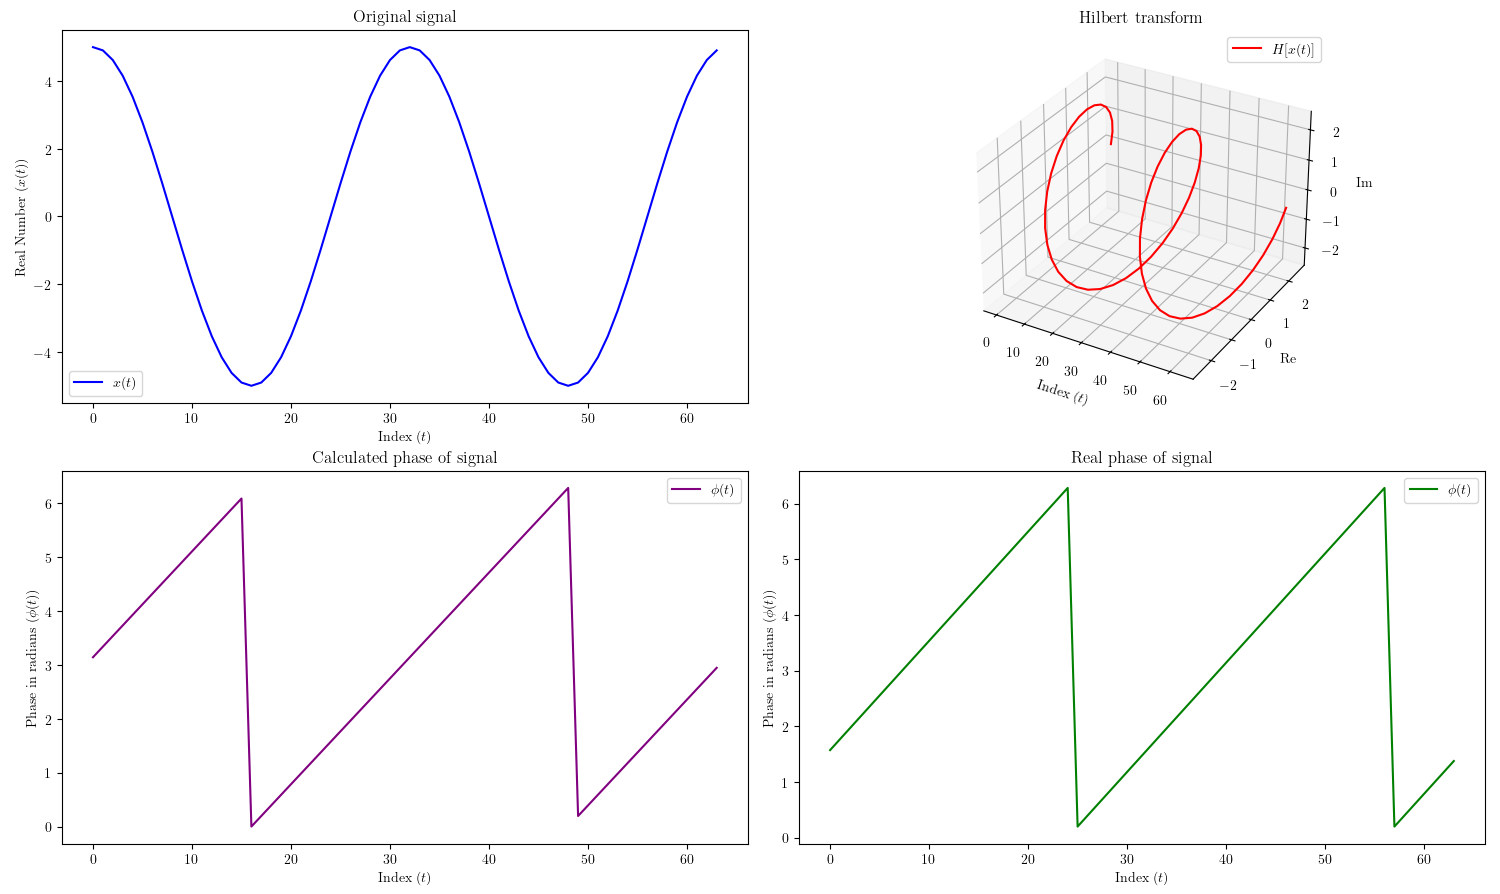 Original signal
Real Number (x(t))
4
2
0
−2
−4
x(t)
0 10 20 30 40 50 60
Index (t)
Hilbert transform
H[x(t)]
2
1
0
−1
−2
Im
2
1
0
−1
−2
Re
0 10 20 30 40 50 60
Index (t)
Calculated phase of signal
Phase in radians (ϕ(t))
6
5
4
3
2
1
0
ϕ(t)
0 10 20 30 40 50 60
Index (t)
Real phase of signal
Phase in radians (ϕ(t))
6
5
4
3
2
1
0
ϕ(t)
0 10 20 30 40 50 60
Index (t)